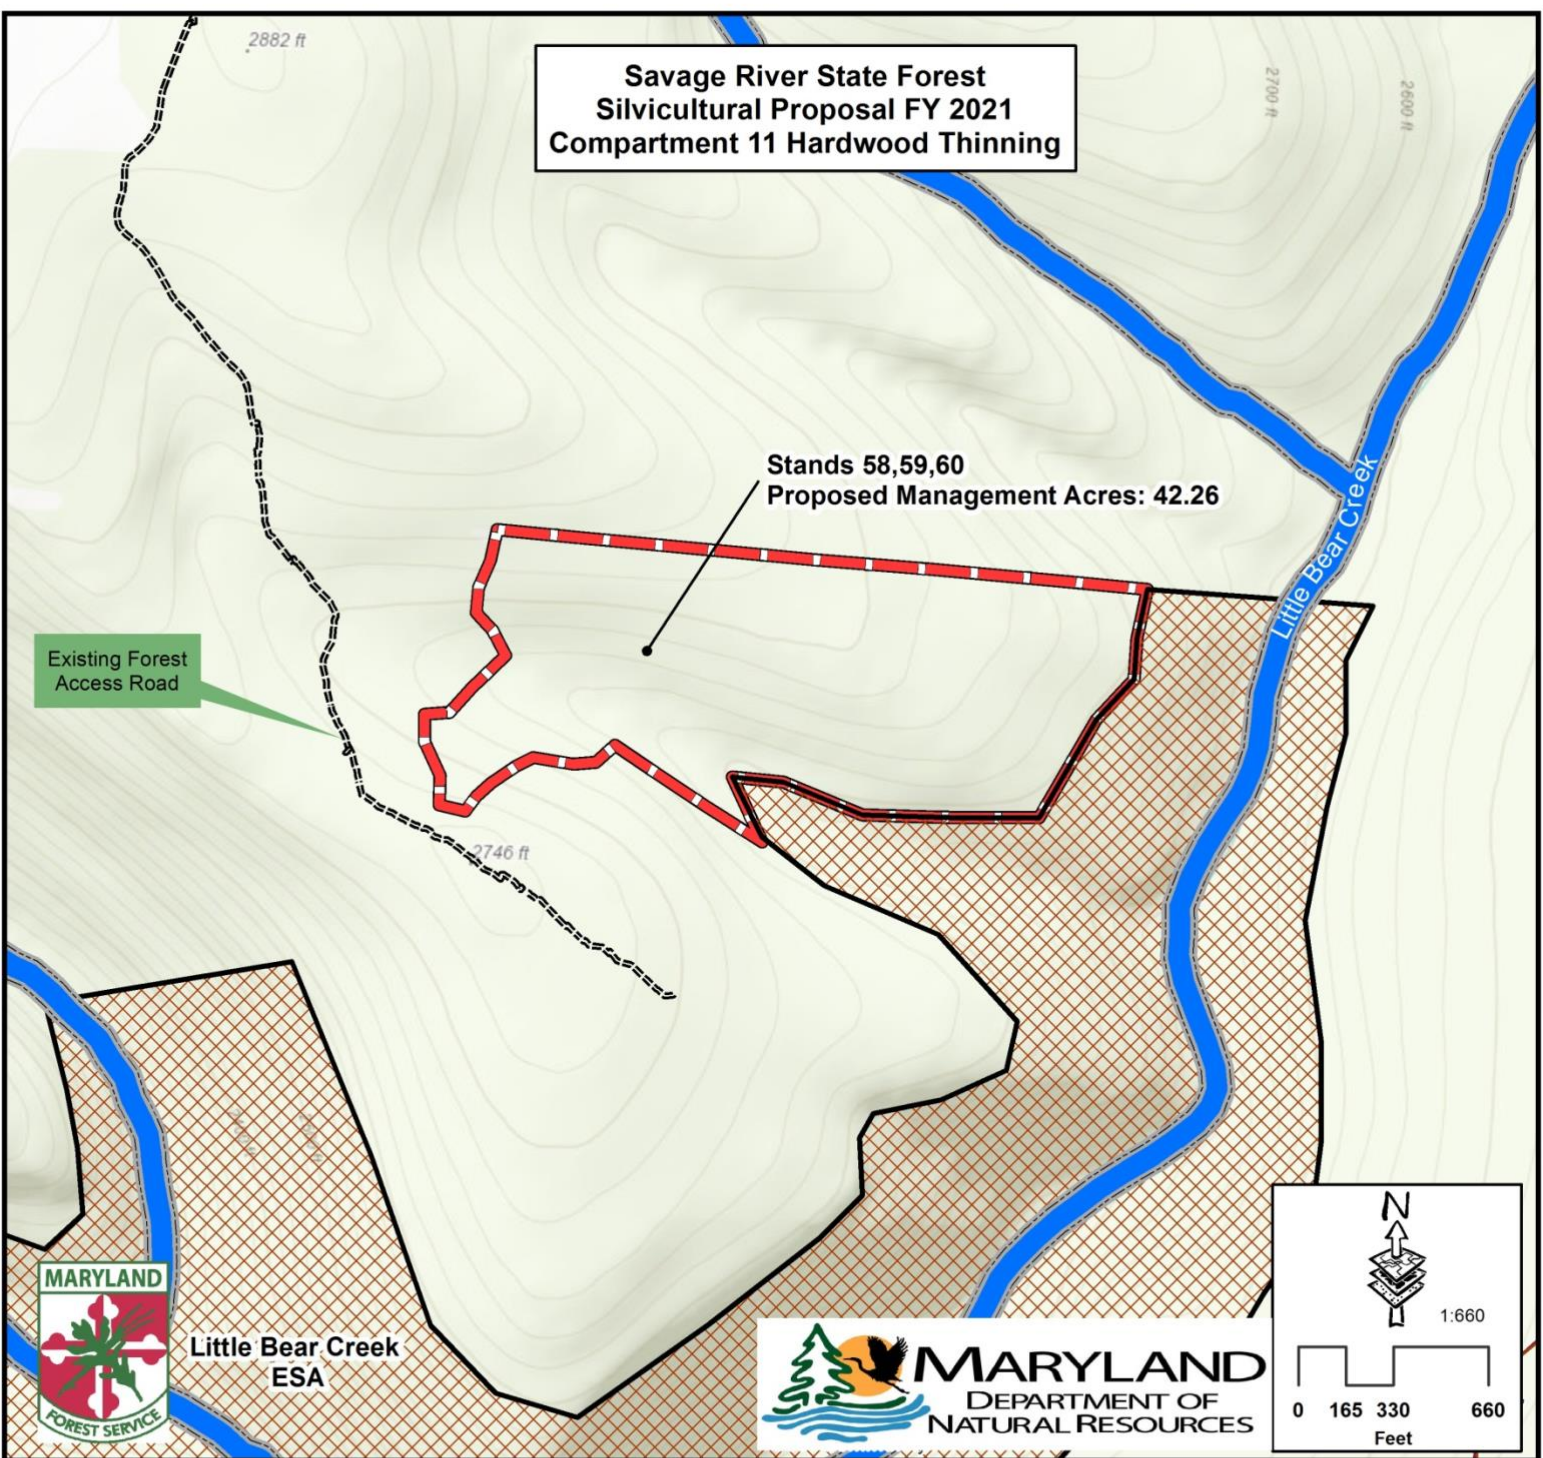 2882 ft
Savage River State Forest
Silvicultural Proposal FY 2021
Compartment 11 Hardwood Thinning
2700 ft
2600 ft
Stands 58,59,60
Proposed Management Acres: 42.26
Little Bear Creek
Existing Forest
Access Road
2746 ft
Little Bear Creek
ESA
MARYLAND
FOREST SERVICE
MARYLAND
DEPARTMENT OF
NATURAL RESOURCES
N
1:660
0 165 330 660
Feet